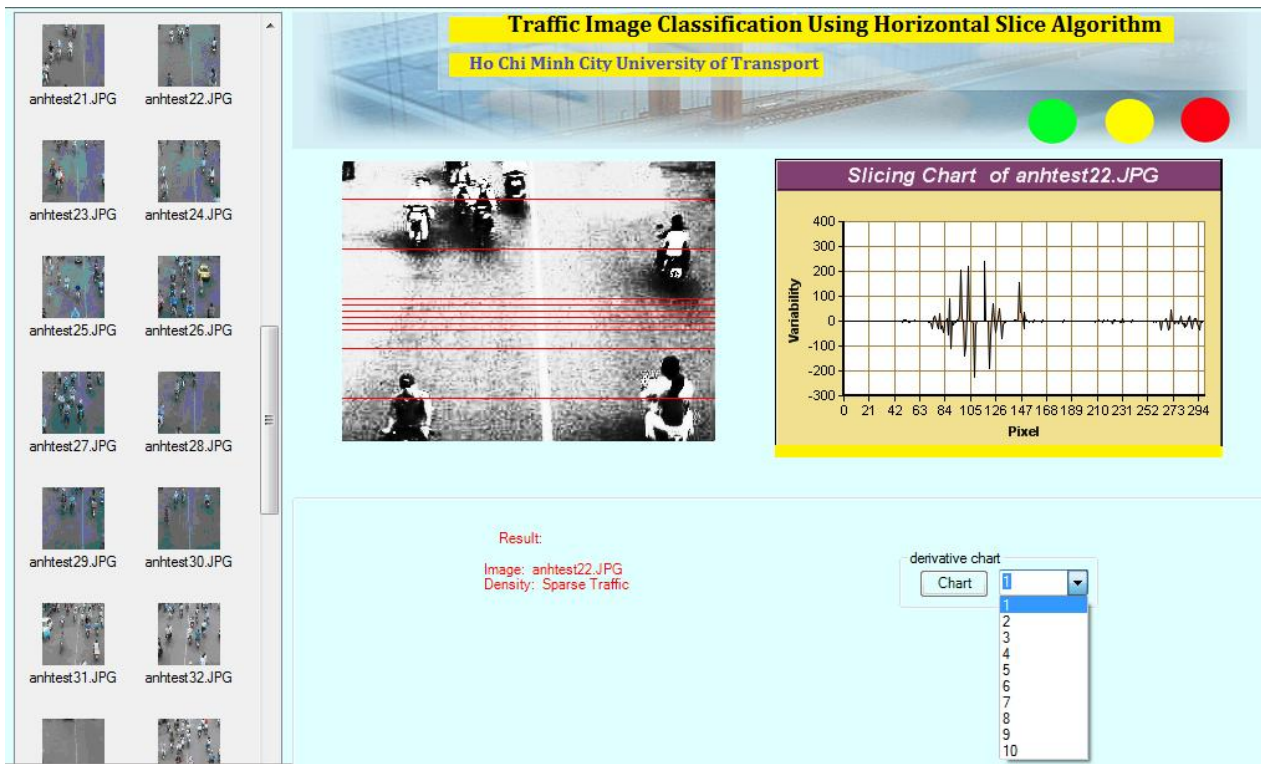 Traffic Image Classification Using Horizontal Slice Algorithm
Ho Chi Minh City University of Transport
anhtest21.JPG anhtest22.JPG
anhtest23.JPG anhtest24.JPG
anhtest25.JPG anhtest26.JPG
anhtest27.JPG anhtest28.JPG
anhtest29.JPG anhtest30.JPG
anhtest31.JPG anhtest32.JPG
Slicing Chart of anhtest22.JPG
400
300
200
100
0
-100
-200
-300
Variability
0 21 42 63 84 105 126 147 168 189 210 231 252 273 294
Pixel
Result:
Image: anhtest22.JPG
Density: Sparse Traffic
derivative chart
Chart 1
1
2
3
4
5
6
7
8
9
10